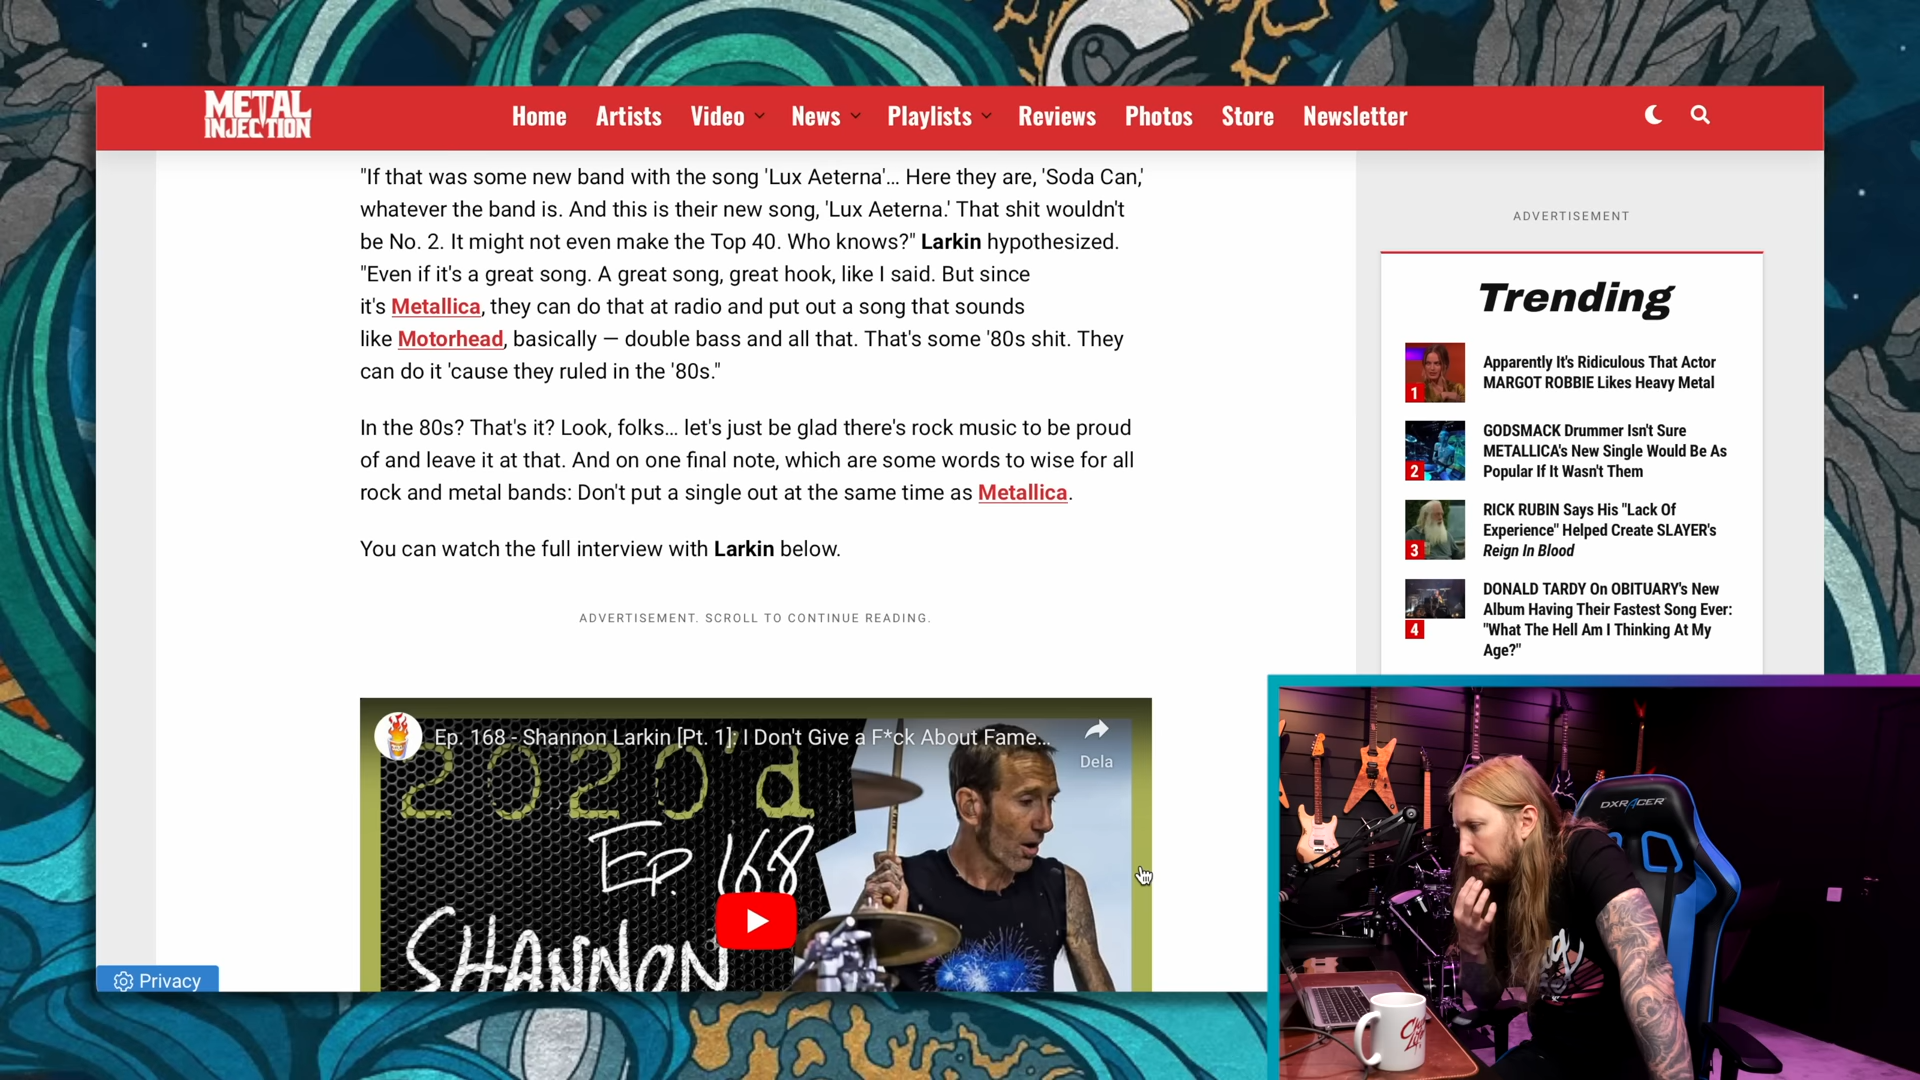 METAL
INJECTION
Home
Artists
Video
News
Playlists
Reviews
Photos
Store
Newsletter
"If that was some new band with the song 'Lux Aeterna'... Here they are, 'Soda Can,'
whatever the band is. And this is their new song, 'Lux Aeterna.' That shit wouldn't
be No. 2. It might not even make the Top 40. Who knows?" Larkin hypothesized.
"Even if it's a great song. A great song, great hook, like I said. But since
it's Metallica, they can do that at radio and put out a song that sounds
like Motorhead, basically — double bass and all that. That's some '80s shit. They
can do it 'cause they ruled in the '80s."
In the 80s? That's it? Look, folks... let's just be glad there's rock music to be proud
of and leave it at that. And on one final note, which are some words to wise for all
rock and metal bands: Don't put a single out at the same time as Metallica.
You can watch the full interview with Larkin below.
ADVERTISEMENT. SCROLL TO CONTINUE READING.
Ep. 168 - Shannon Larkin [Pt. 1]: I Don't Give a F*ck About Fame...
Dela
2020'd
EP. 168
SHANNON
Privacy
ADVERTISEMENT
Trending
1
Apparently It's Ridiculous That Actor
MARGOT ROBBIE Likes Heavy Metal
2
GODSMACK Drummer Isn't Sure
METALLICA's New Single Would Be As
Popular If It Wasn't Them
3
RICK RUBIN Says His "Lack Of
Experience" Helped Create SLAYER's
Reign In Blood
4
DONALD TARDY On OBITUARY's New
Album Having Their Fastest Song Ever:
"What The Hell Am I Thinking At My
Age?"
DXRACER